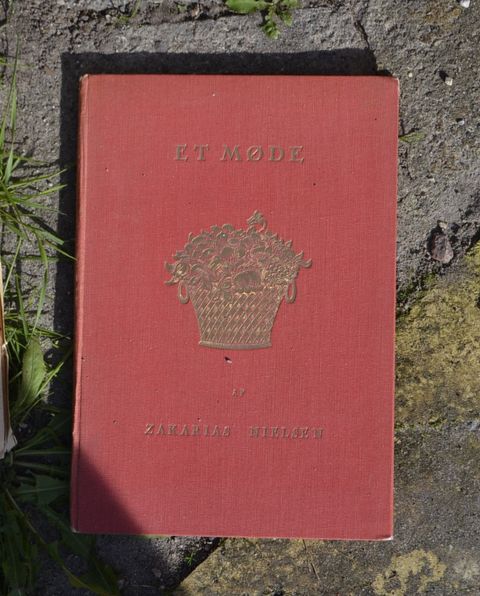 ET MØDE
AF
ZAKARIAS NIELSEN